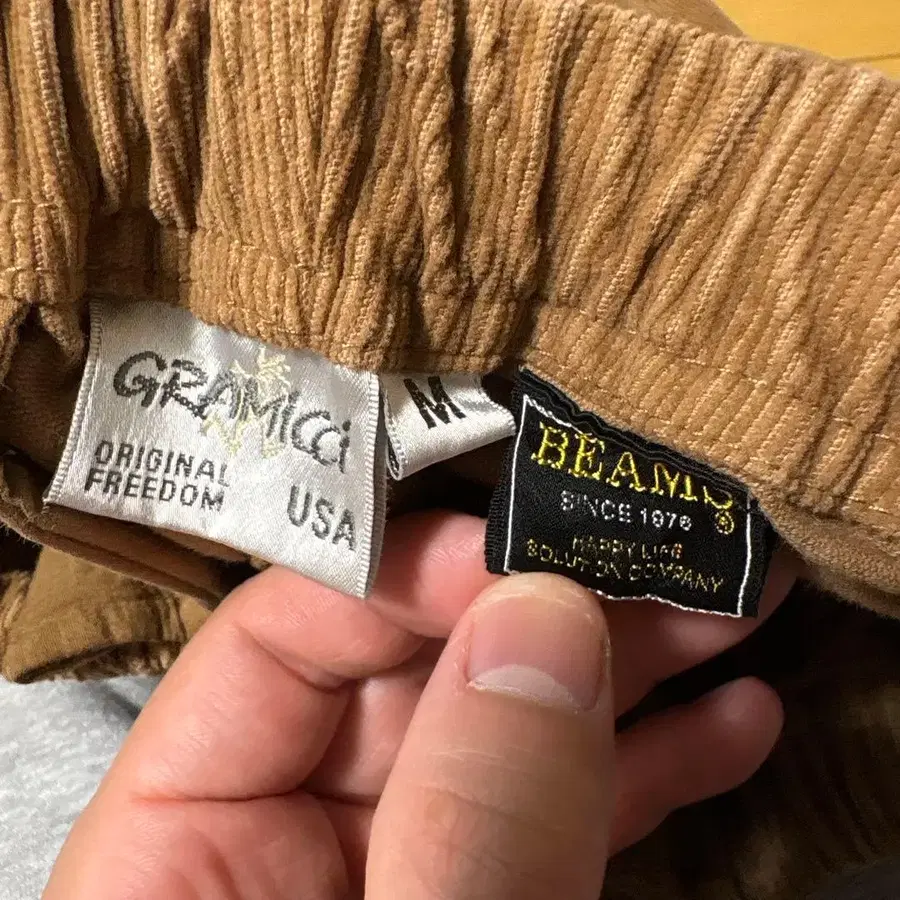 GRAMiCCi
ORIGINAL
FREEDOM
USA
M
BEAMS
SINCE 1976
HAPPY LIFE
SOLUTION COMPANY